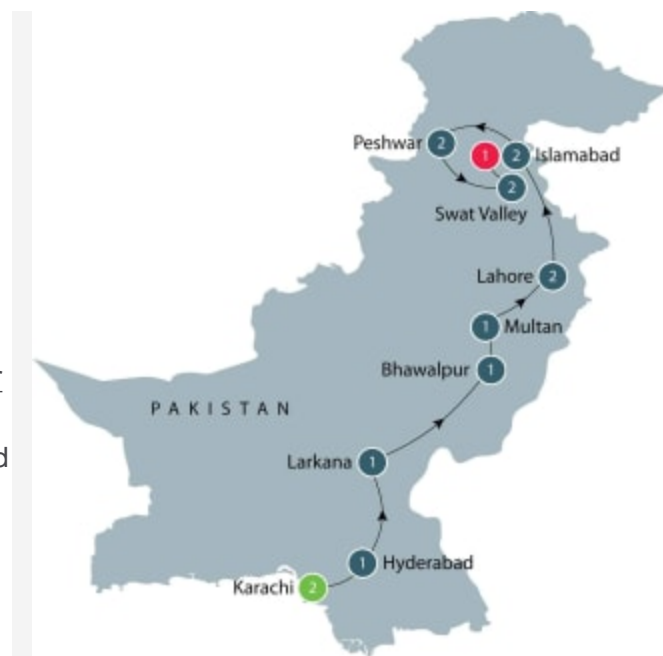 Peshwar 2
1 2 Islamabad
2
Swat Valley
Lahore 2
1 Multan
Bhawalpur 1
PAKISTAN
d
Larkana 1
1 Hyderabad
Karachi 2